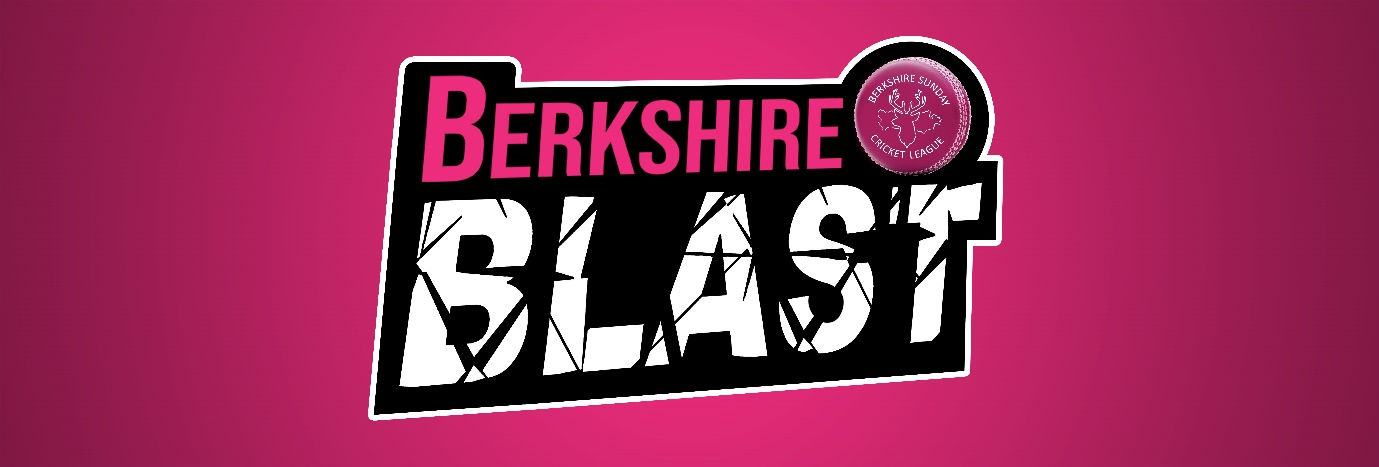 BERKSHIRE
BERKSHIRE SUNDAY
CRICKET LEAGUE
BLAST